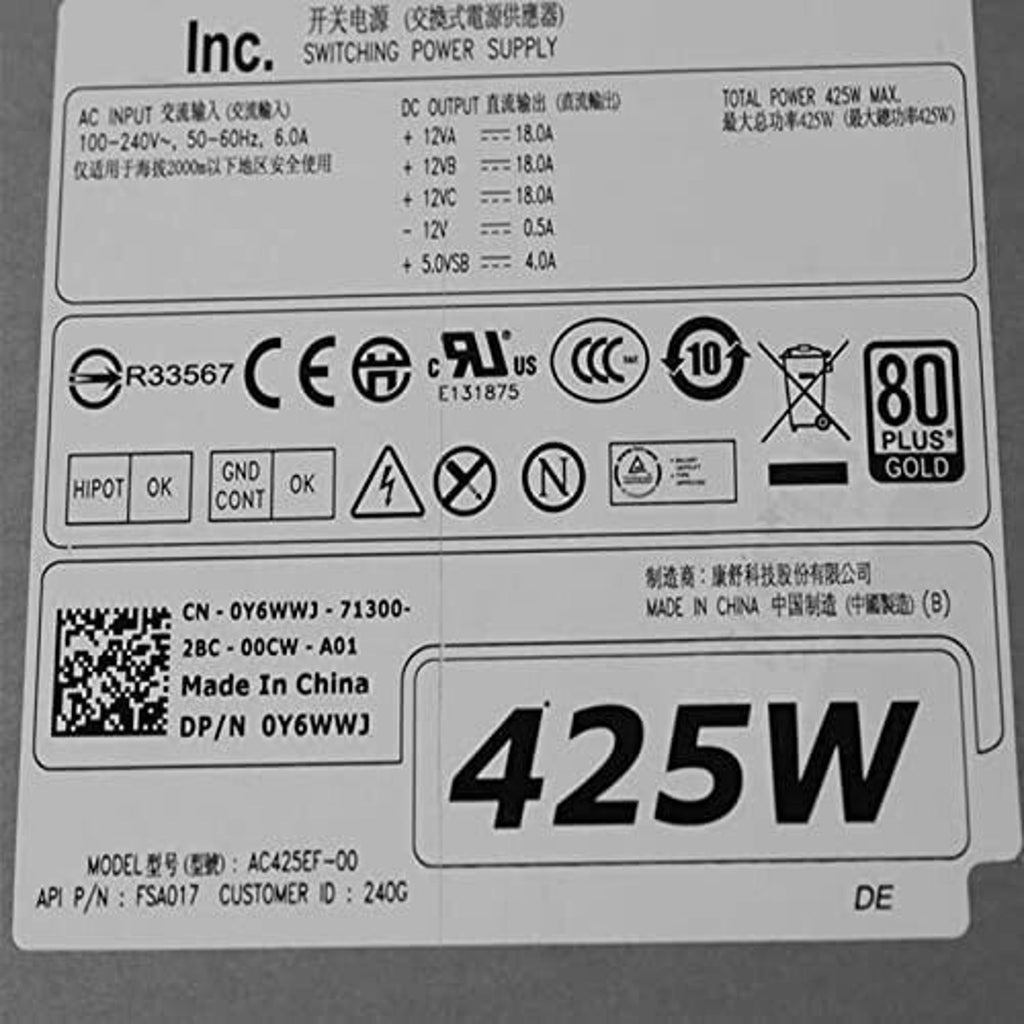 Inc.
开关电源 (交換式電源供應器)
SWITCHING POWER SUPPLY
AC INPUT 交流输入 (交流輸入)
100-240V~, 50-60Hz, 6.0A
仅适用于海拔2000m以下地区安全使用
DC OUTPUT 直流输出 (直流輸出)
+ 12VA ⎓ 18.0A
+ 12VB ⎓ 18.0A
+ 12VC ⎓ 18.0A
- 12V ⎓ 0.5A
+ 5.0VSB ⎓ 4.0A
TOTAL POWER 425W MAX.
最大总功率425W (最大總功率425W)
R33567
CE
c RU US
E131875
CCC
10
80
PLUS®
GOLD
HIPOT OK
GND CONT OK
N
制造商：康舒科技股份有限公司
MADE IN CHINA 中国制造 (中國製造) (B)
CN - 0Y6WWJ - 71300-
2BC - 00CW - A01
Made In China
DP/N 0Y6WWJ
425W
MODEL 型号 (型號) : AC425EF-00
API P/N : FSA017 CUSTOMER ID : 240G
DE